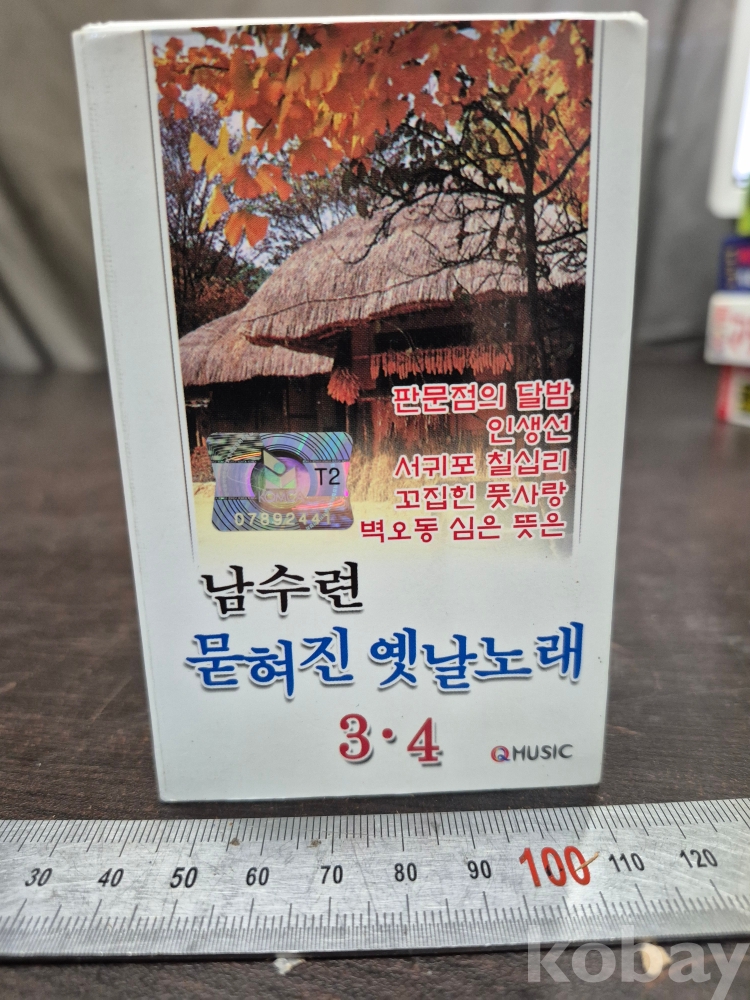 판문점의 달밤
인생선
서귀포 칠십리
꼬집힌 풋사랑
벽오동 심은 뜻은
T2
07892441
남수련
묻혀진 옛날노래
3·4
QMUSIC
30 40 50 60 70 80 90 100 110 120
kobay